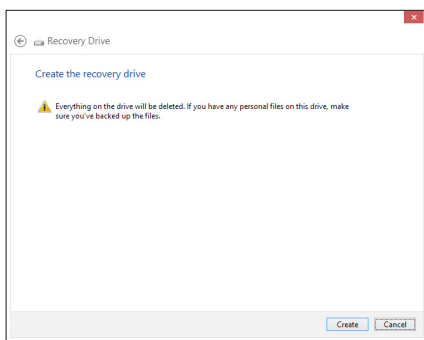 Recovery Drive
Create the recovery drive
Everything on the drive will be deleted. If you have any personal files on this drive, make
sure you've backed up the files.
Create Cancel